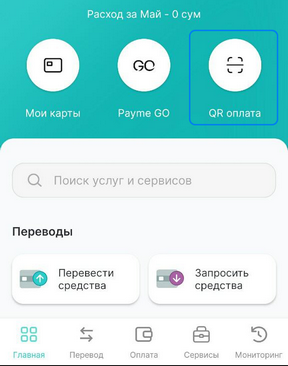 Расход за Май - 0 сум
GO
Мои карты Payme GO QR оплата
Поиск услуг и сервисов
Переводы
Перевести Запросить
средства средства
Главная Перевод Оплата Сервисы Мониторинг